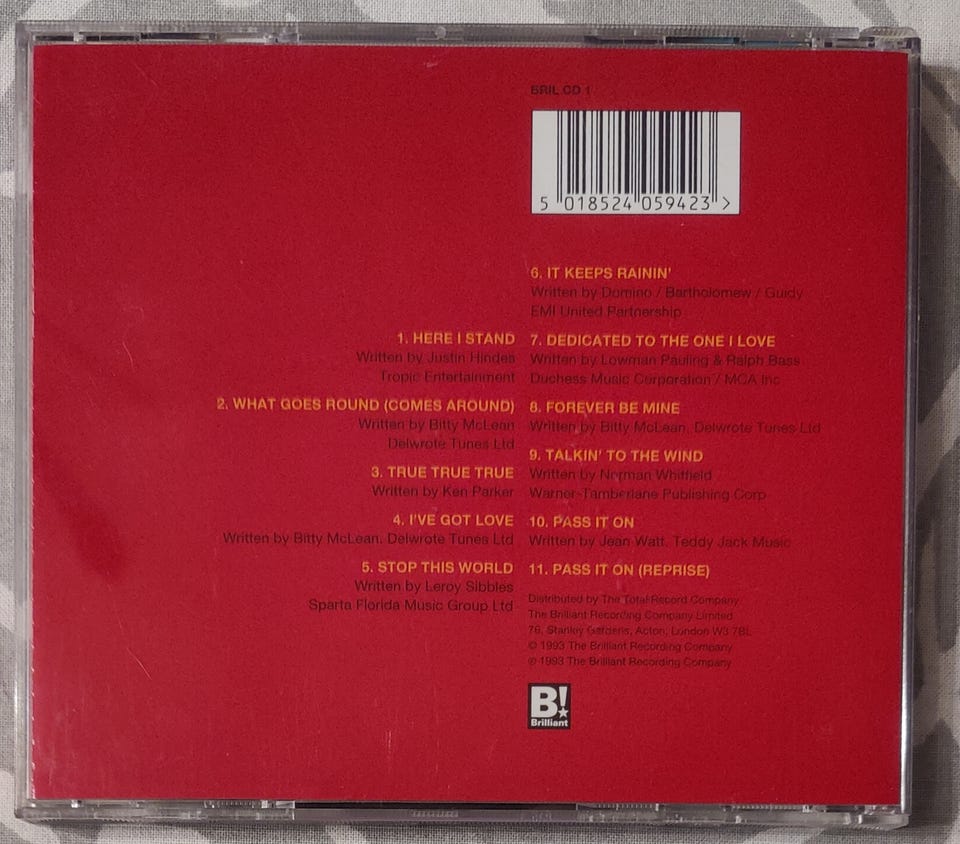 BRIL CD 1
5 018524 059423 >
1. HERE I STAND
Written by Justin Hindes
Tropic Entertainment
2. WHAT GOES ROUND (COMES AROUND)
Written by Bitty McLean
Delwrote Tunes Ltd
3. TRUE TRUE TRUE
Written by Ken Parker
4. I'VE GOT LOVE
Written by Bitty McLean, Delwrote Tunes Ltd
5. STOP THIS WORLD
Written by Leroy Sibbles
Sparta Florida Music Group Ltd
6. IT KEEPS RAININ'
Written by Domino / Bartholomew / Guidy
EMI United Partnership
7. DEDICATED TO THE ONE I LOVE
Written by Lowman Pauling & Ralph Bass
Duchess Music Corporation / MCA Inc
8. FOREVER BE MINE
Written by Bitty McLean, Delwrote Tunes Ltd
9. TALKIN' TO THE WIND
Written by Norman Whitfield
Warner-Tamberlane Publishing Corp
10. PASS IT ON
Written by Jean Watt, Teddy Jack Music
11. PASS IT ON (REPRISE)
Distributed by The Total Record Company
The Brilliant Recording Company Limited
76, Stanley Gardens, Acton, London W3 7BL
© 1993 The Brilliant Recording Company
℗ 1993 The Brilliant Recording Company
B!
Brilliant